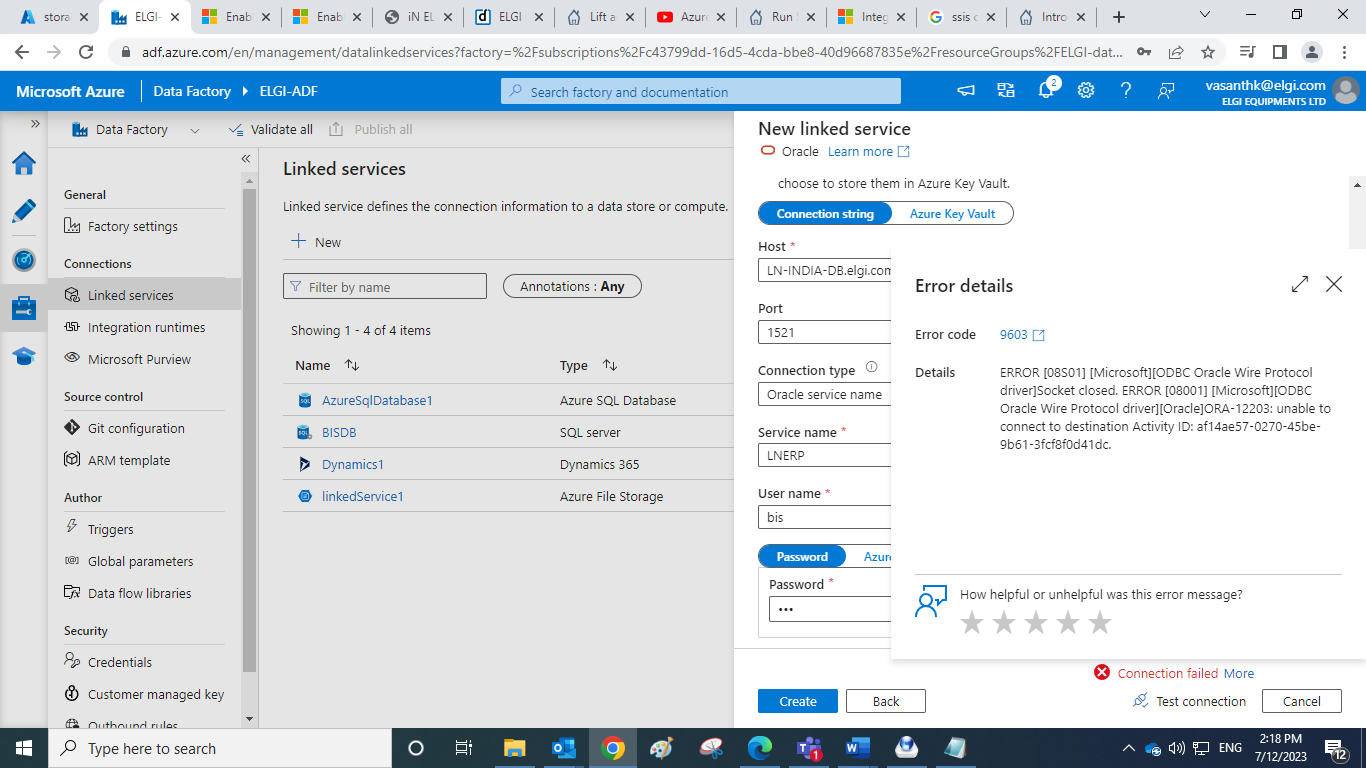 stora
ELGI-
Enab
Enab
iN EL
ELGI
Lift a
Azure
Run
Integ
ssis c
Intro
adf.azure.com/en/management/datalinkedservices?factory=%2Fsubscriptions%2Fc43799dd-16d5-4cda-bbe8-40d96687835e%2FresourceGroups%2FELGI-dat...
Microsoft Azure
Data Factory
ELGI-ADF
Search factory and documentation
2
vasanthk@elgi.com
ELGI EQUIPMENTS LTD
Data Factory
Validate all
Publish all
General
Factory settings
Connections
Linked services
Integration runtimes
Microsoft Purview
Source control
Git configuration
ARM template
Author
Triggers
Global parameters
Data flow libraries
Security
Credentials
Customer managed key
Outbound rules
Linked services
Linked service defines the connection information to a data store or compute.
New
Filter by name
Annotations : Any
Showing 1 - 4 of 4 items
Name
Type
AzureSqlDatabase1
Azure SQL Database
BISDB
SQL server
Dynamics1
Dynamics 365
linkedService1
Azure File Storage
New linked service
Oracle
Learn more
choose to store them in Azure Key Vault.
Connection string
Azure Key Vault
Host *
LN-INDIA-DB.elgi.com
Port
1521
Connection type
Oracle service name
Service name *
LNERP
User name *
bis
Password
Azure
Password *
•••
Error details
Error code
9603
Details
ERROR [08S01] [Microsoft][ODBC Oracle Wire Protocol
driver]Socket closed. ERROR [08001] [Microsoft][ODBC
Oracle Wire Protocol driver][Oracle]ORA-12203: unable to
connect to destination Activity ID: af14ae57-0270-45be-
9b61-3fcf8f0d41dc.
How helpful or unhelpful was this error message?
Connection failed More
Create
Back
Test connection
Cancel
Type here to search
1
ENG
2:18 PM
7/12/2023
12